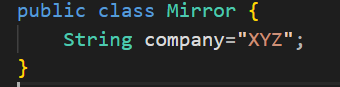 public class Mirror {
    String company="XYZ";
}